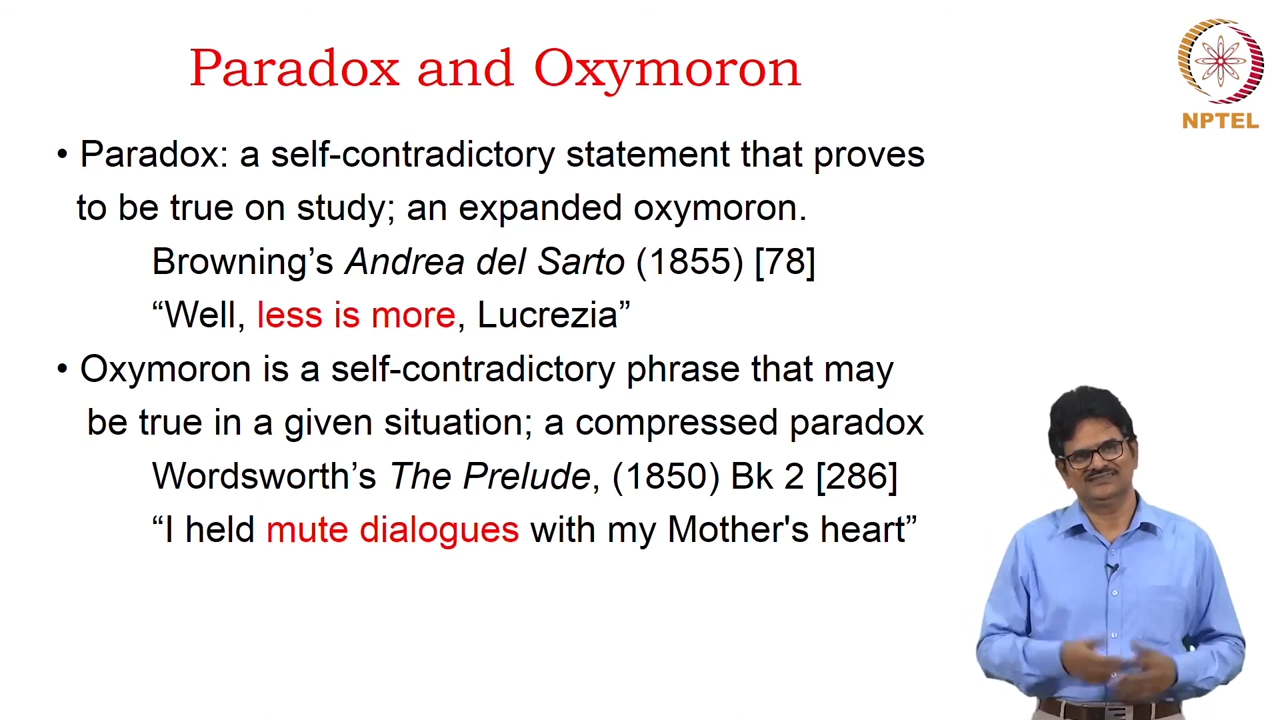 Paradox and Oxymoron
NPTEL
• Paradox: a self-contradictory statement that proves
to be true on study; an expanded oxymoron.
Browning’s Andrea del Sarto (1855) [78]
“Well, less is more, Lucrezia”
• Oxymoron is a self-contradictory phrase that may
be true in a given situation; a compressed paradox
Wordsworth’s The Prelude, (1850) Bk 2 [286]
“I held mute dialogues with my Mother's heart”